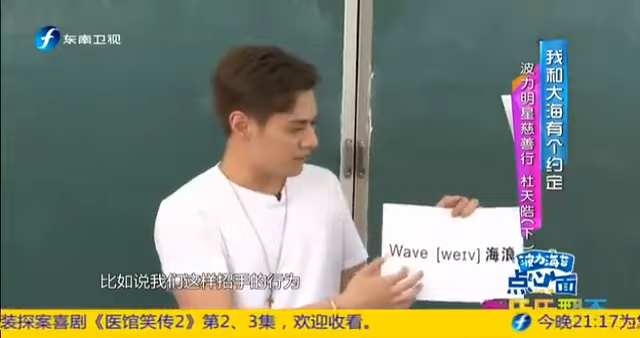 东南卫视
我和大海有个约定
波力明星慈善行 杜天皓(下)
Wave [weɪv] 海浪
比如说我们这样招手的行为
波力海苔
点心面
装探案喜剧《医馆笑传2》第2、3集，欢迎收看。
今晚21:17为